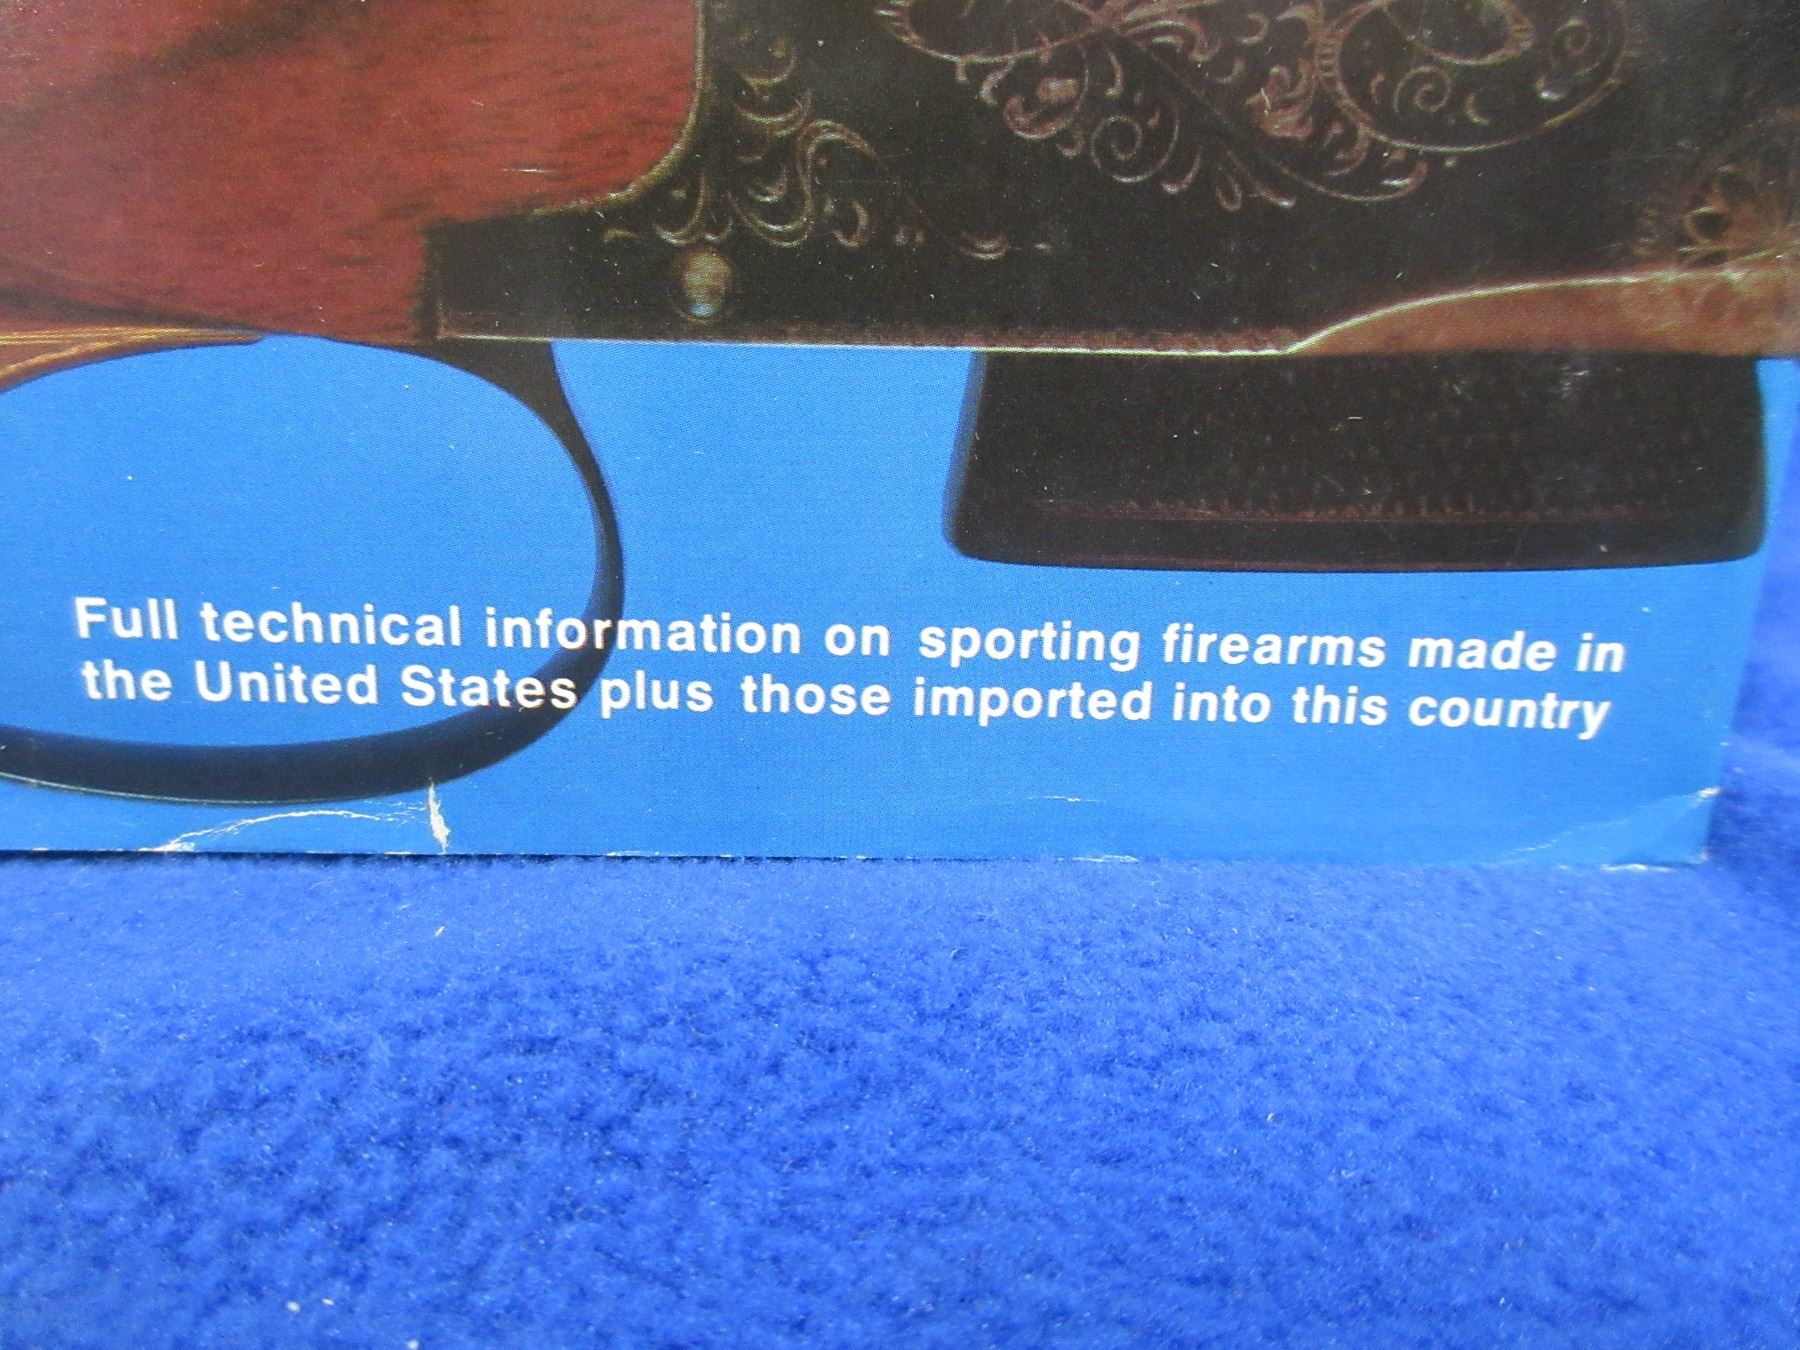 Full technical information on sporting firearms made in
the United States plus those imported into this country